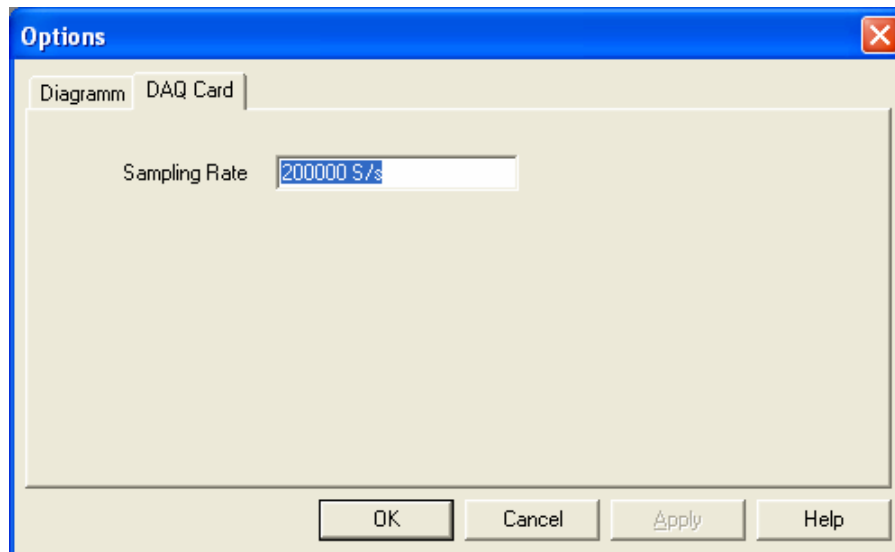 Options
Diagramm DAQ Card
Sampling Rate 200000 S/s
OK Cancel Apply Help